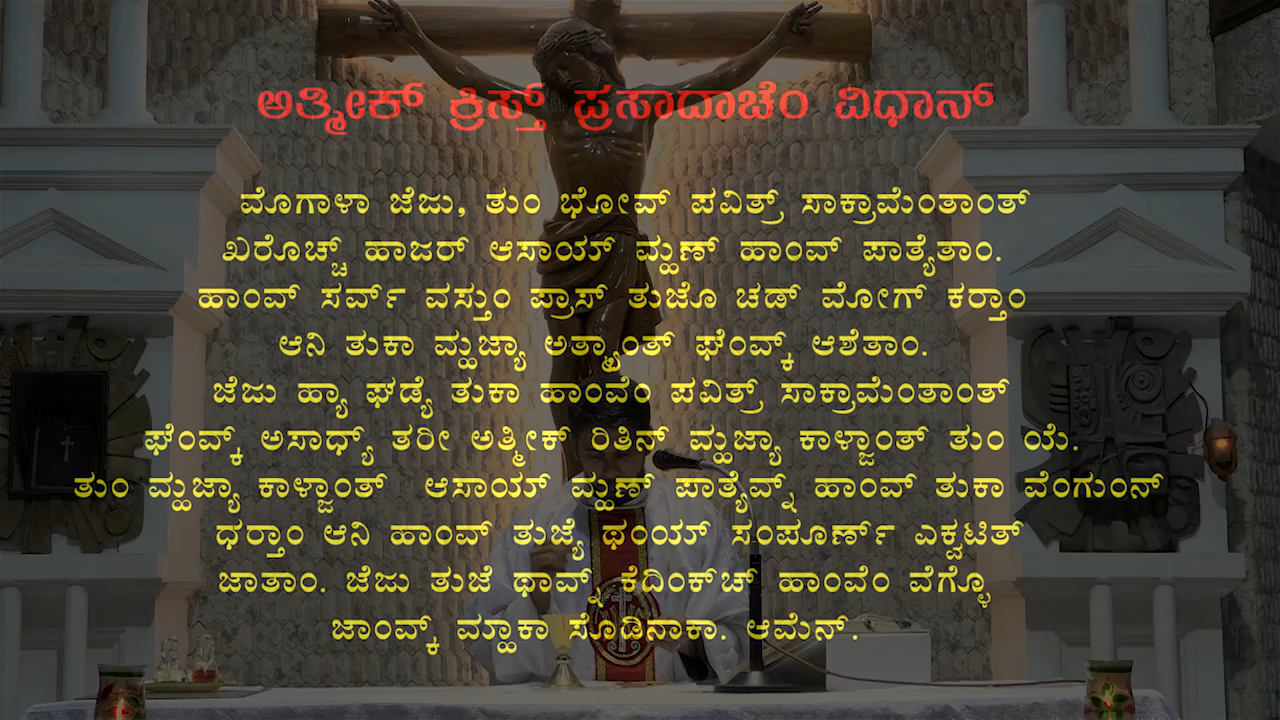 ಅತ್ಮೀಕ್ ಕ್ರಿಸ್ತ್ ಪ್ರಸಾದಾಚೆಂ ವಿಧಾನ್
ಮೊಗಾಳಾ ಜೆಜು, ತುಂ ಭೋವ್ ಪವಿತ್ರ್ ಸಾಕ್ರಾಮೆಂತಾಂತ್
ಖರೊಚ್ಚ್ ಹಾಜರ್ ಆಸಾಯ್ ಮ್ಹಣ್ ಹಾಂವ್ ಪಾತ್ಯೆತಾಂ.
ಹಾಂವ್ ಸರ್ವ್ ವಸ್ತುಂ ಪ್ರಾಸ್ ತುಜೊ ಚಡ್ ಮೋಗ್ ಕರ‍್ತಾಂ
ಆನಿ ತುಕಾ ಮ್ಹಜ್ಯಾ ಅತ್ಮ್ಯಾಂತ್ ಘೆಂವ್ಕ್ ಆಶೆತಾಂ.
ಜೆಜು ಹ್ಯಾ ಘಡ್ಯೆ ತುಕಾ ಹಾಂವೆಂ ಪವಿತ್ರ್ ಸಾಕ್ರಾಮೆಂತಾಂತ್
ಘೆಂವ್ಕ್ ಅಸಾಧ್ಯ್ ತರೀ ಅತ್ಮೀಕ್ ರಿತಿನ್ ಮ್ಹಜ್ಯಾ ಕಾಳ್ಜಾಂತ್ ತುಂ ಯೆ.
ತುಂ ಮ್ಹಜ್ಯಾ ಕಾಳ್ಜಾಂತ್ ಆಸಾಯ್ ಮ್ಹಣ್ ಪಾತ್ಯೆವ್ನ್ ಹಾಂವ್ ತುಕಾ ವೆಂಗುಂನ್
ಧರ‍್ತಾಂ ಆನಿ ಹಾಂವ್ ತುಜ್ಯೆ ಥಂಯ್ ಸಂಪೂರ್ಣ್ ಎಕ್ವಟಿತ್
ಜಾತಾಂ. ಜೆಜು ತುಜೆ ಥಾವ್ನ್ ಕೆದಿಂಕ್‌ಚ್ ಹಾಂವೆಂ ವೆಗ್ಳೊ
ಜಾಂವ್ಕ್ ಮ್ಹಾಕಾ ಸೊಡಿನಾಕಾ. ಆಮೆನ್.